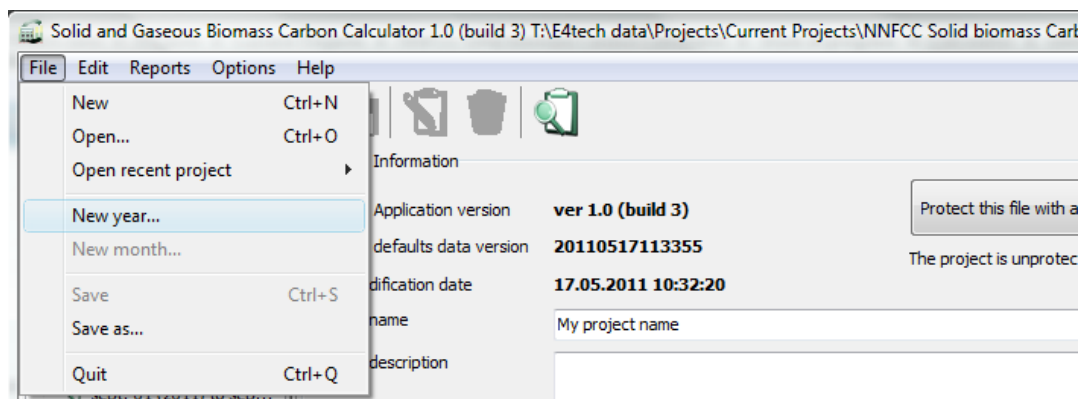 Solid and Gaseous Biomass Carbon Calculator 1.0 (build 3) T:\E4tech data\Projects\Current Projects\NNFCC Solid biomass Carb
File Edit Reports Options Help
New Ctrl+N
Open... Ctrl+O
Open recent project
New year...
New month...
Save Ctrl+S
Save as...
Quit Ctrl+Q
Information
Application version ver 1.0 (build 3)
defaults data version 20110517113355
dification date 17.05.2011 10:32:20
name My project name
description
Protect this file with a
The project is unprotec